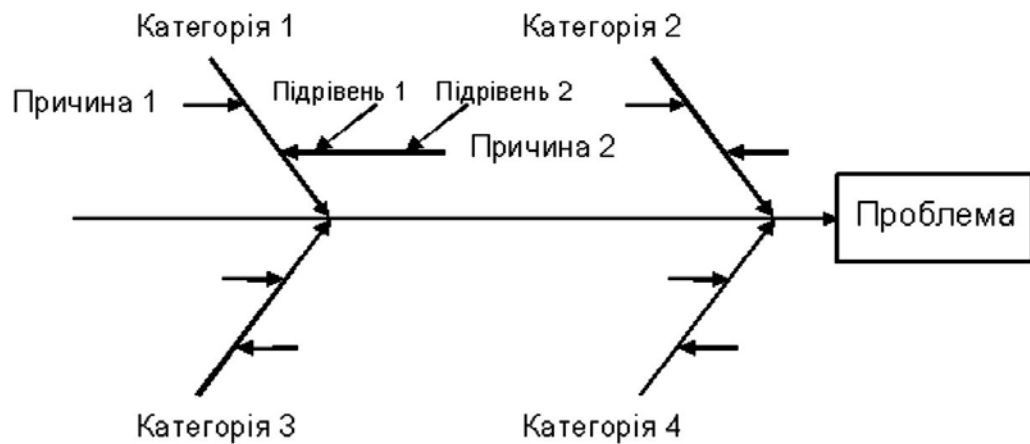 Категорія 1
Категорія 2
Причина 1
Підрівень 1
Підрівень 2
Причина 2
Проблема
Категорія 3
Категорія 4